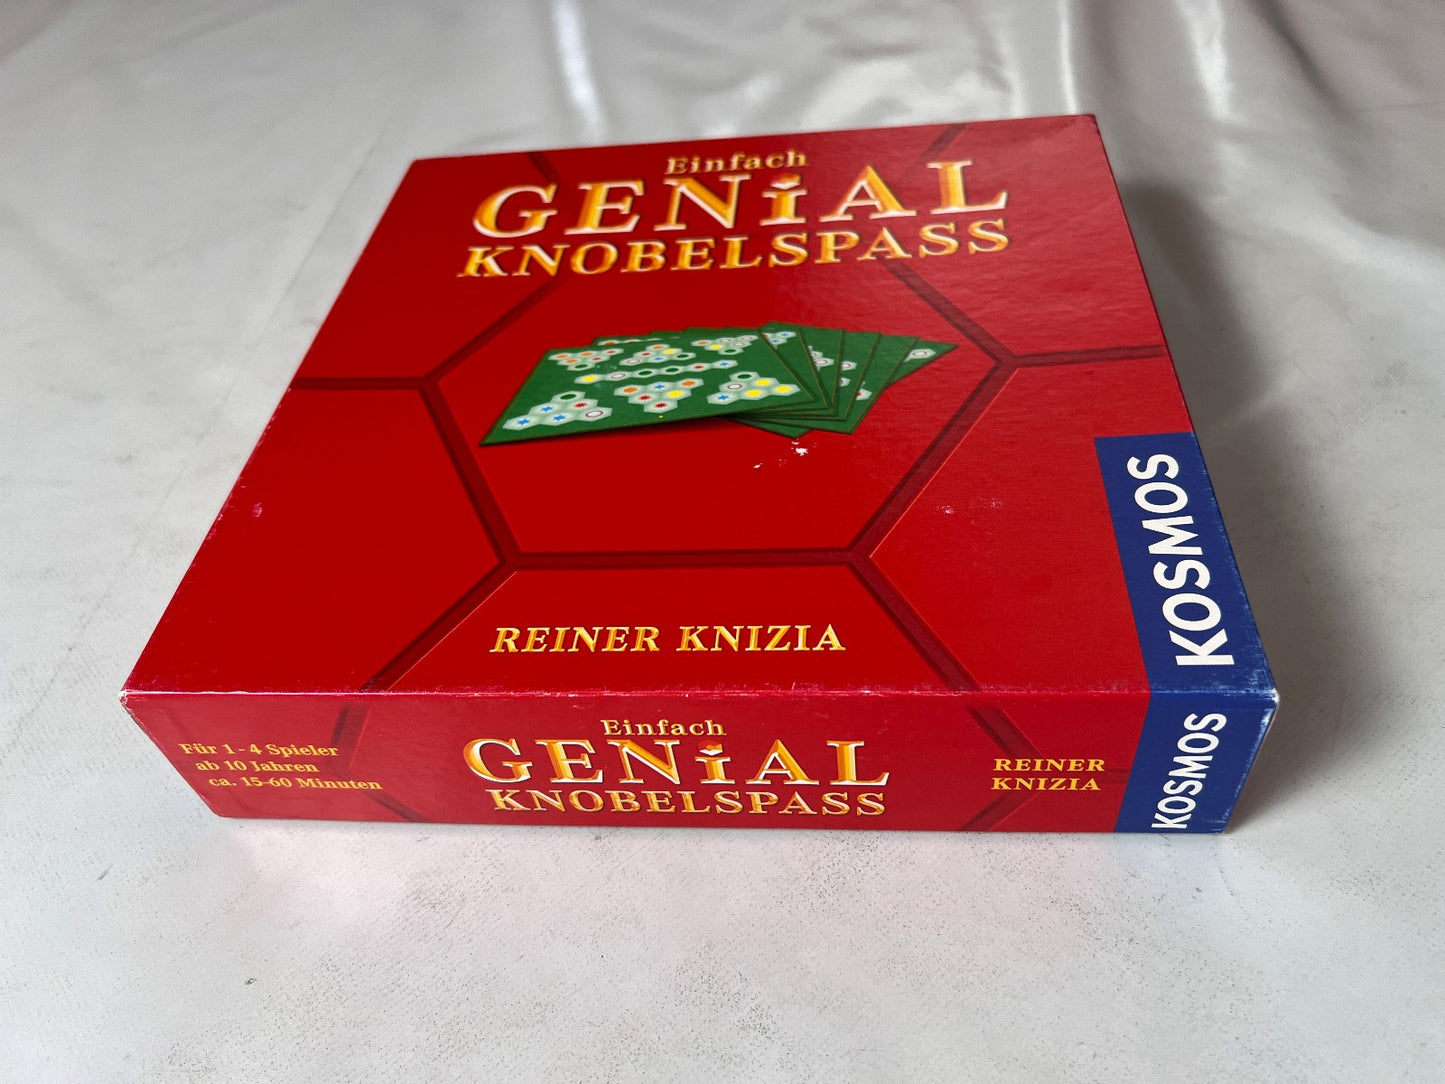 Einfach
GENiAL
KNOBELSPASS
KOSMOS
REINER KNIZIA
Für 1-4 Spieler
ab 10 Jahren
ca. 15-60 Minuten
Einfach
GENiAL
KNOBELSPASS
REINER
KNIZIA
KOSMOS